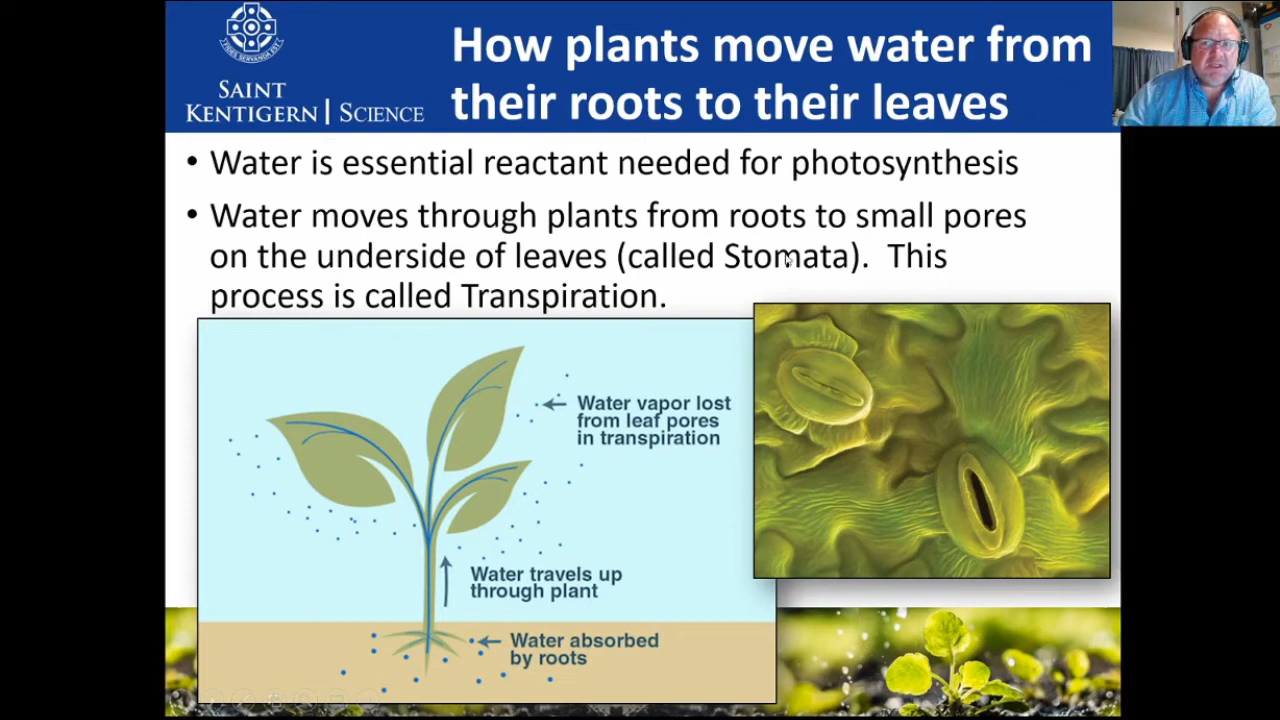 FIDES SERVANDA EST
SAINT
KENTIGERN | SCIENCE
How plants move water from
their roots to their leaves
• Water is essential reactant needed for photosynthesis
• Water moves through plants from roots to small pores
on the underside of leaves (called Stomata). This
process is called Transpiration.
Water vapor lost
from leaf pores
in transpiration
Water travels up
through plant
Water absorbed
by roots